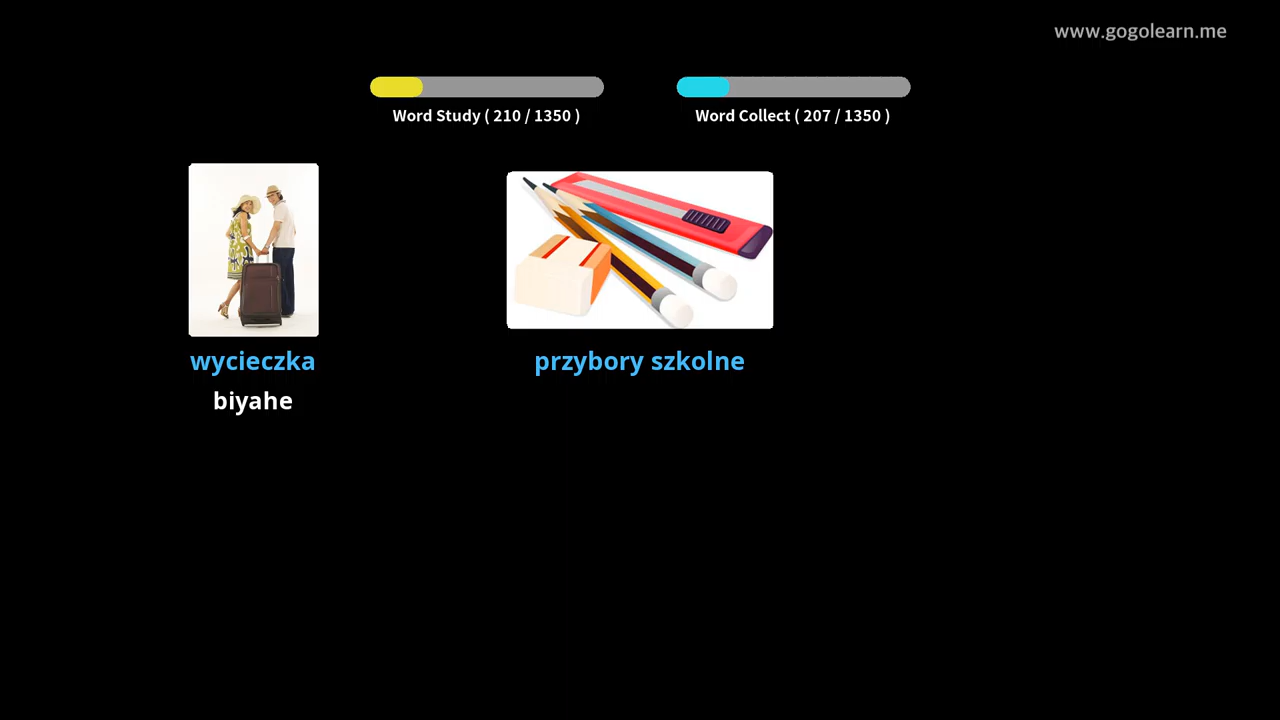 www.gogolearn.me
Word Study ( 210 / 1350 )
Word Collect ( 207 / 1350 )
wycieczka
biyahe
przybory szkolne